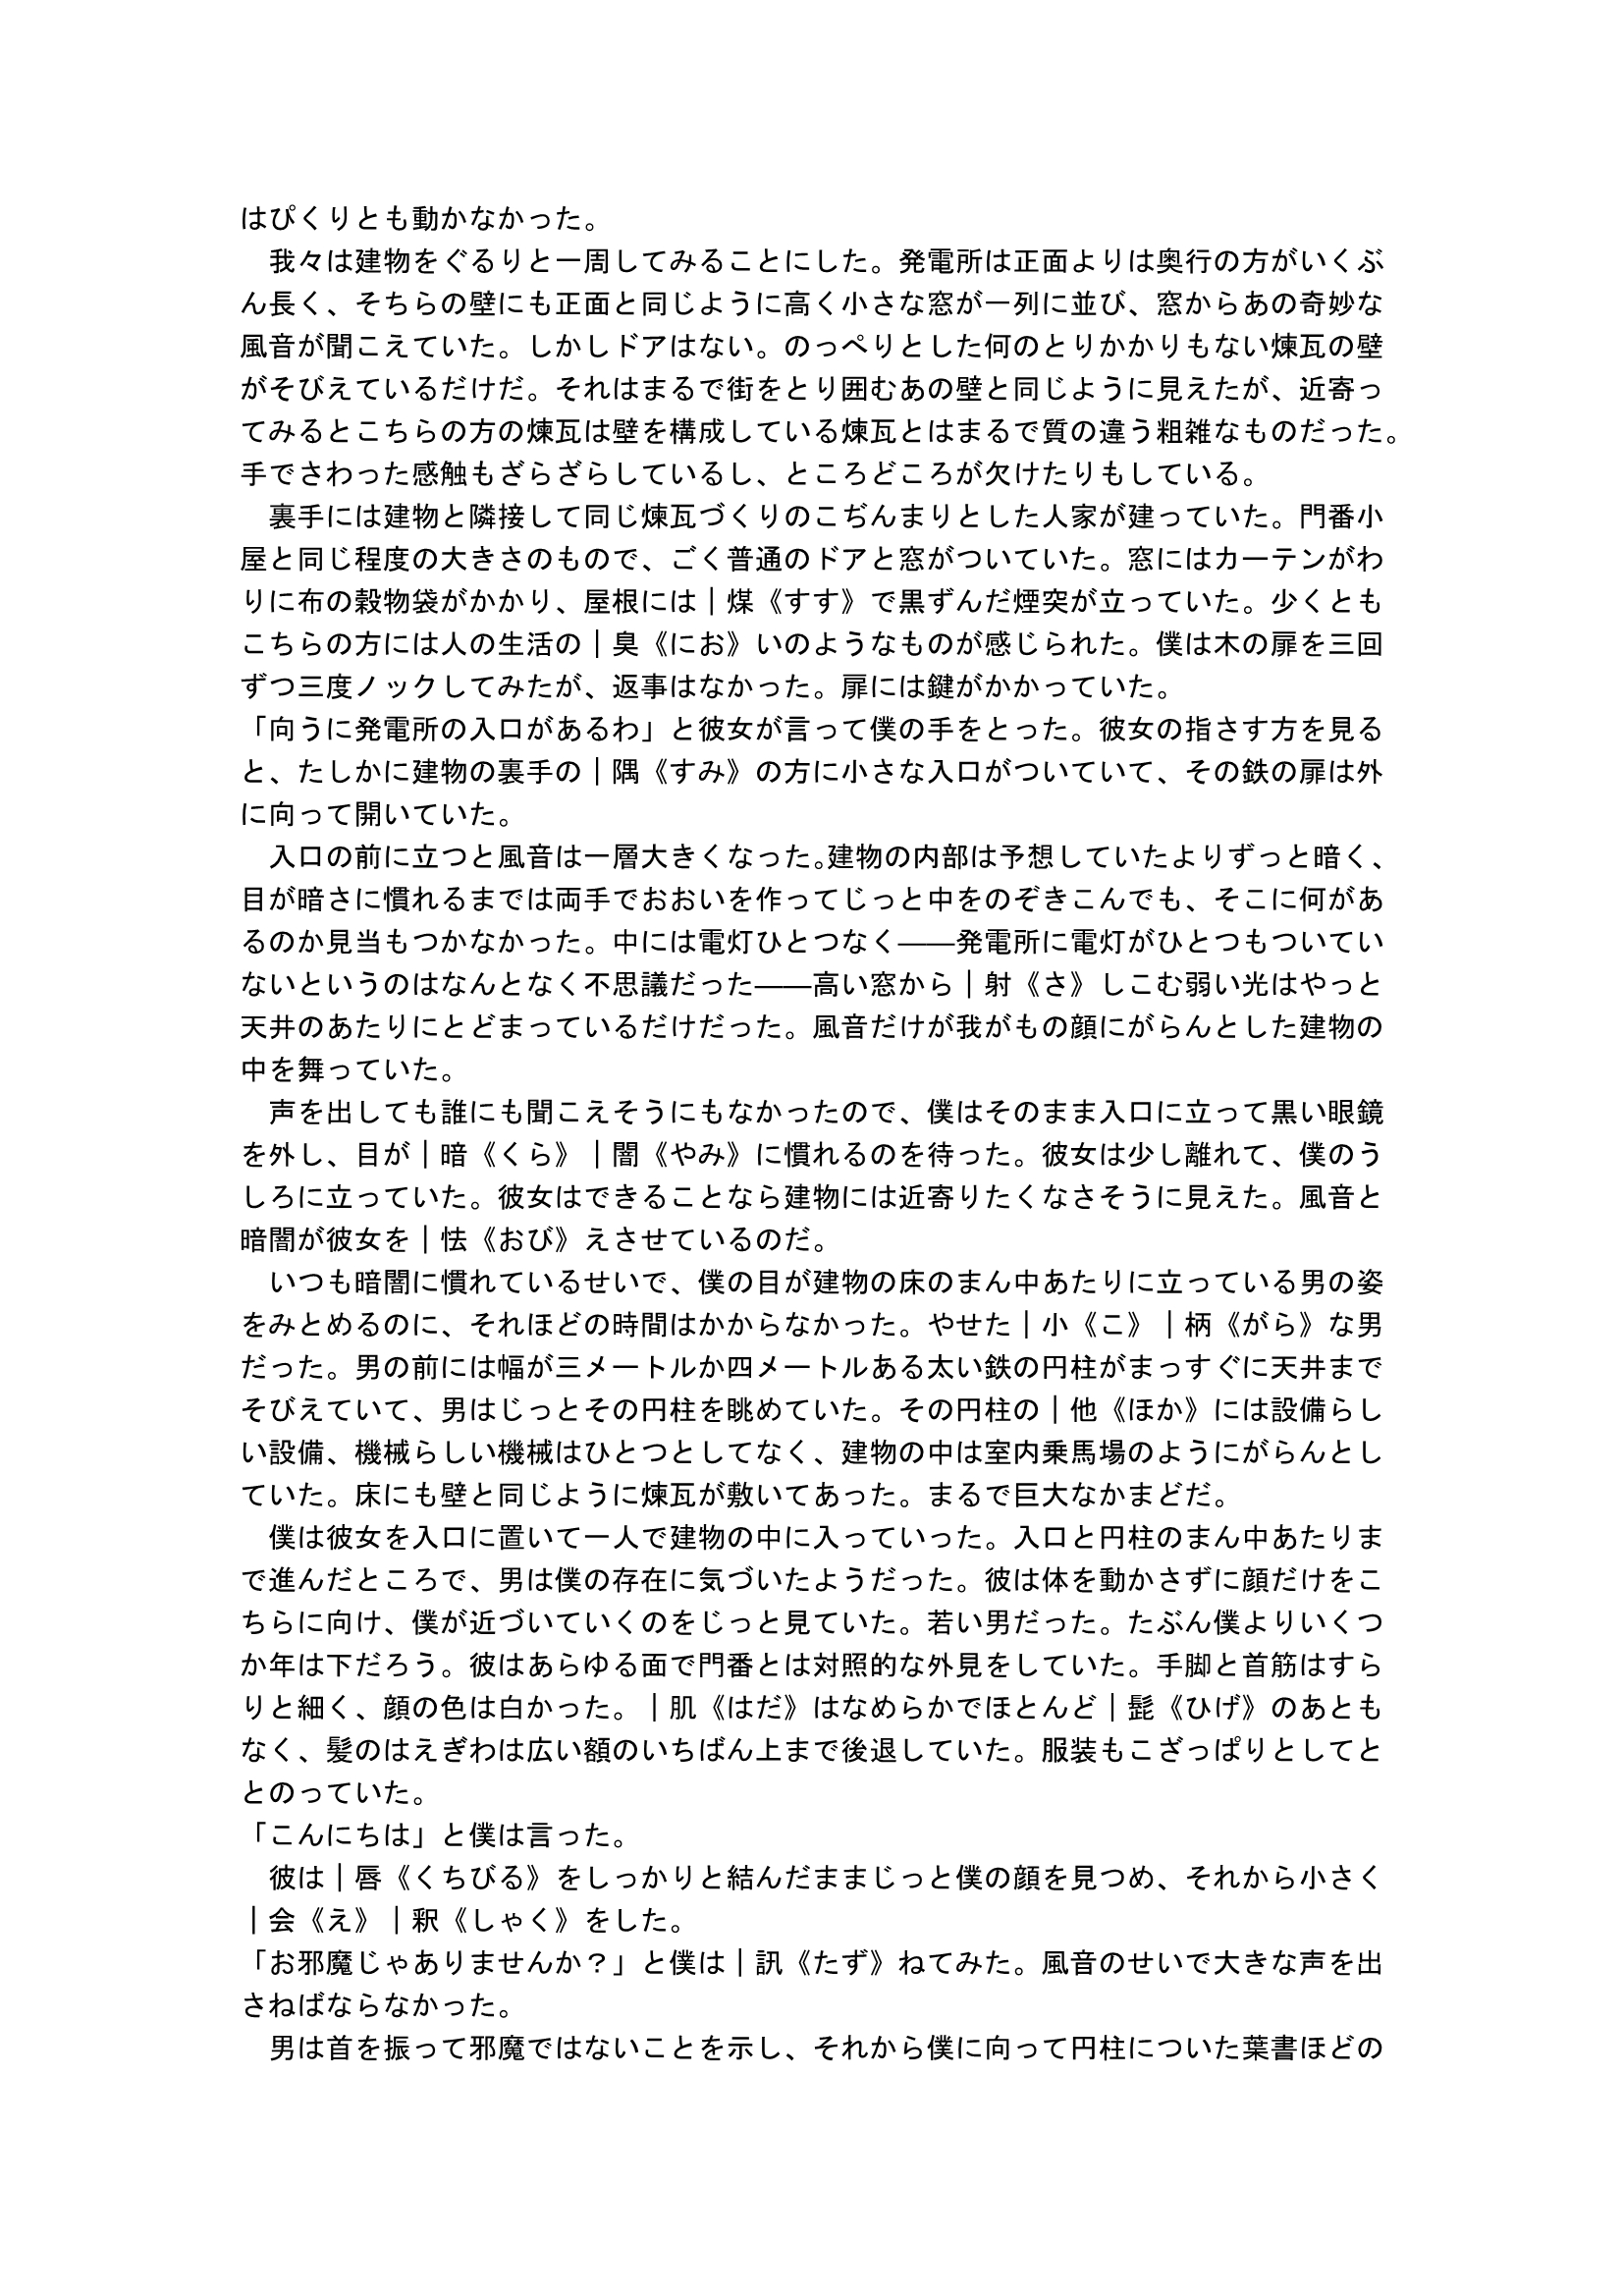 はぴくりとも動かなかった。
　我々は建物をぐるりと一周してみることにした。発電所は正面よりは奥行の方がいくぶ
ん長く、そちらの壁にも正面と同じように高く小さな窓が一列に並び、窓からあの奇妙な
風音が聞こえていた。しかしドアはない。のっぺりとした何のとりかかりもない煉瓦の壁
がそびえているだけだ。それはまるで街をとり囲むあの壁と同じように見えたが、近寄っ
てみるとこちらの方の煉瓦は壁を構成している煉瓦とはまるで質の違う粗雑なものだった。
手でさわった感触もざらざらしているし、ところどころが欠けたりもしている。
　裏手には建物と隣接して同じ煉瓦づくりのこぢんまりとした人家が建っていた。門番小
屋と同じ程度の大きさのもので、ごく普通のドアと窓がついていた。窓にはカーテンがわ
りに布の穀物袋がかかり、屋根には｜煤《すす》で黒ずんだ煙突が立っていた。少くとも
こちらの方には人の生活の｜臭《にお》いのようなものが感じられた。僕は木の扉を三回
ずつ三度ノックしてみたが、返事はなかった。扉には鍵がかかっていた。
「向うに発電所の入口があるわ」と彼女が言って僕の手をとった。彼女の指さす方を見る
と、たしかに建物の裏手の｜隅《すみ》の方に小さな入口がついていて、その鉄の扉は外
に向って開いていた。
　入口の前に立つと風音は一層大きくなった。建物の内部は予想していたよりずっと暗く、
目が暗さに慣れるまでは両手でおおいを作ってじっと中をのぞきこんでも、そこに何があ
るのか見当もつかなかった。中には電灯ひとつなく――発電所に電灯がひとつもついてい
ないというのはなんとなく不思議だった――高い窓から｜射《さ》しこむ弱い光はやっと
天井のあたりにとどまっているだけだった。風音だけが我がもの顔にがらんとした建物の
中を舞っていた。
　声を出しても誰にも聞こえそうにもなかったので、僕はそのまま入口に立って黒い眼鏡
を外し、目が｜暗《くら》｜闇《やみ》に慣れるのを待った。彼女は少し離れて、僕のう
しろに立っていた。彼女はできることなら建物には近寄りたくなさそうに見えた。風音と
暗闇が彼女を｜怯《おび》えさせているのだ。
　いつも暗闇に慣れているせいで、僕の目が建物の床のまん中あたりに立っている男の姿
をみとめるのに、それほどの時間はかからなかった。やせた｜小《こ》｜柄《がら》な男
だった。男の前には幅が三メートルか四メートルある太い鉄の円柱がまっすぐに天井まで
そびえていて、男はじっとその円柱を眺めていた。その円柱の｜他《ほか》には設備らし
い設備、機械らしい機械はひとつとしてなく、建物の中は室内乗馬場のようにがらんとし
ていた。床にも壁と同じように煉瓦が敷いてあった。まるで巨大なかまどだ。
　僕は彼女を入口に置いて一人で建物の中に入っていった。入口と円柱のまん中あたりま
で進んだところで、男は僕の存在に気づいたようだった。彼は体を動かさずに顔だけをこ
ちらに向け、僕が近づいていくのをじっと見ていた。若い男だった。たぶん僕よりいくつ
か年は下だろう。彼はあらゆる面で門番とは対照的な外見をしていた。手脚と首筋はすら
りと細く、顔の色は白かった。｜肌《はだ》はなめらかでほとんど｜髭《ひげ》のあとも
なく、髪のはえぎわは広い額のいちばん上まで後退していた。服装もこざっぱりとしてと
とのっていた。
「こんにちは」と僕は言った。
　彼は｜唇《くちびる》をしっかりと結んだままじっと僕の顔を見つめ、それから小さく
｜会《え》｜釈《しゃく》をした。
「お邪魔じゃありませんか？」と僕は｜訊《たず》ねてみた。風音のせいで大きな声を出
さねばならなかった。
　男は首を振って邪魔ではないことを示し、それから僕に向って円柱についた葉書ほどの